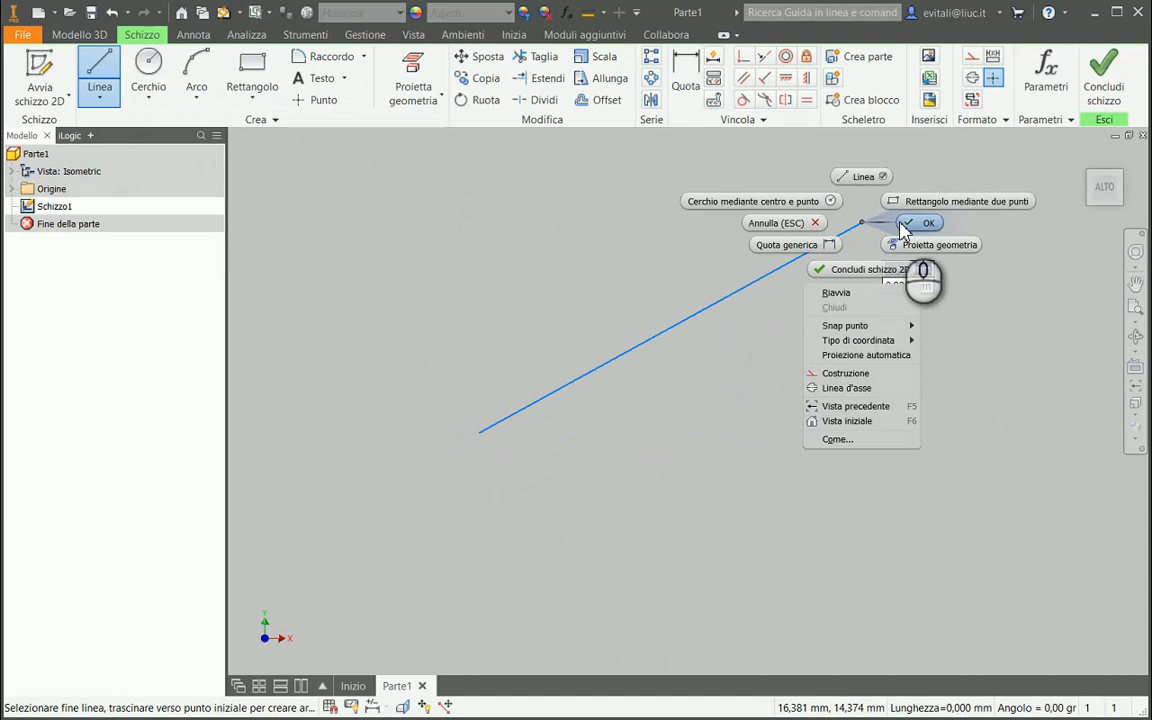 PRO
Materiale
Aspetto
fx
Parte1
Ricerca Guida in linea e comand
evitali@liuc.it
File
Modello 3D
Schizzo
Annota
Analizza
Strumenti
Gestione
Vista
Ambienti
Inizia
Moduli aggiuntivi
Collabora
Avvia
schizzo 2D
Linea
Cerchio
Arco
Rettangolo
Raccordo
Testo
Punto
Proietta
geometria
Sposta
Copia
Ruota
Taglia
Estendi
Dividi
Scala
Allunga
Offset
Quota
Crea parte
Crea blocco
fx
Parametri
Concludi
schizzo
Schizzo
Crea
Modifica
Serie
Vincola
Scheletro
Inserisci
Formato
Parametri
Esci
Modello
iLogic
Parte1
Vista: Isometric
Origine
Schizzo1
Fine della parte
ALTO
Linea
Cerchio mediante centro e punto
Rettangolo mediante due punti
Annulla (ESC)
OK
Quota generica
Proietta geometria
Concludi schizzo 2D
Riavvia
Chiudi
Snap punto
Tipo di coordinata
Proiezione automatica
Costruzione
Linea d'asse
Vista precedente F5
Vista iniziale F6
Come...
Y
X
Inizio
Parte1
Selezionare fine linea, trascinare verso punto iniziale per creare ar...
16,381 mm, 14,374 mm
Lunghezza=0,000 mm
Angolo = 0,00 gr
1
1